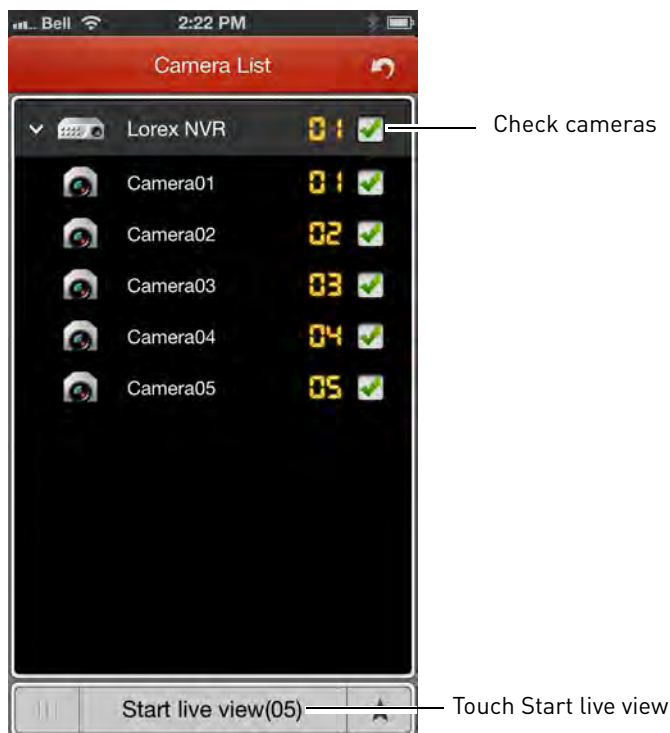 Bell 2:22 PM
Camera List
Lorex NVR 01
Check cameras
Camera01 01
Camera02 02
Camera03 03
Camera04 04
Camera05 05
Start live view(05)
Touch Start live view